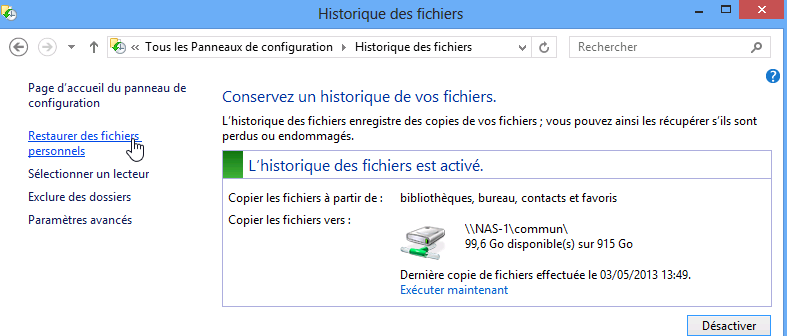 Historique des fichiers
Tous les Panneaux de configuration Historique des fichiers
Rechercher
Page d'accueil du panneau de
configuration
Restaurer des fichiers
personnels
Sélectionner un lecteur
Exclure des dossiers
Paramètres avancés
Conservez un historique de vos fichiers.
L'historique des fichiers enregistre des copies de vos fichiers ; vous pouvez ainsi les récupérer s'ils sont
perdus ou endommagés.
L'historique des fichiers est activé.
Copier les fichiers à partir de : bibliothèques, bureau, contacts et favoris
Copier les fichiers vers :
\\NAS-1\commun\
99,6 Go disponible(s) sur 915 Go
Dernière copie de fichiers effectuée le 03/05/2013 13:49.
Exécuter maintenant
Désactiver